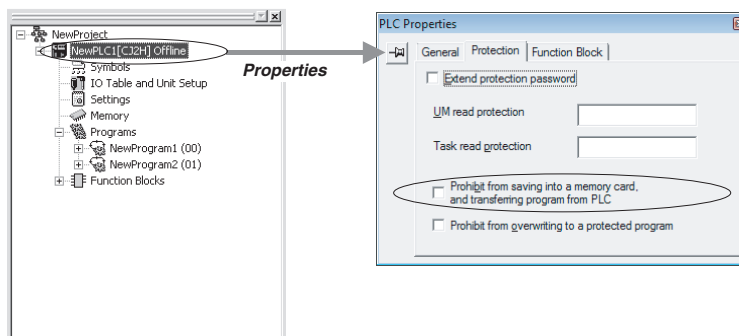 NewProject
NewPLC1[CJ2H] Offline
Symbols
IO Table and Unit Setup
Settings
Memory
Programs
NewProgram1 (00)
NewProgram2 (01)
Function Blocks
Properties
PLC Properties
General
Protection
Function Block
Extend protection password
UM read protection
Task read protection
Prohibit from saving into a memory card,
and transferring program from PLC
Prohibit from overwriting to a protected program